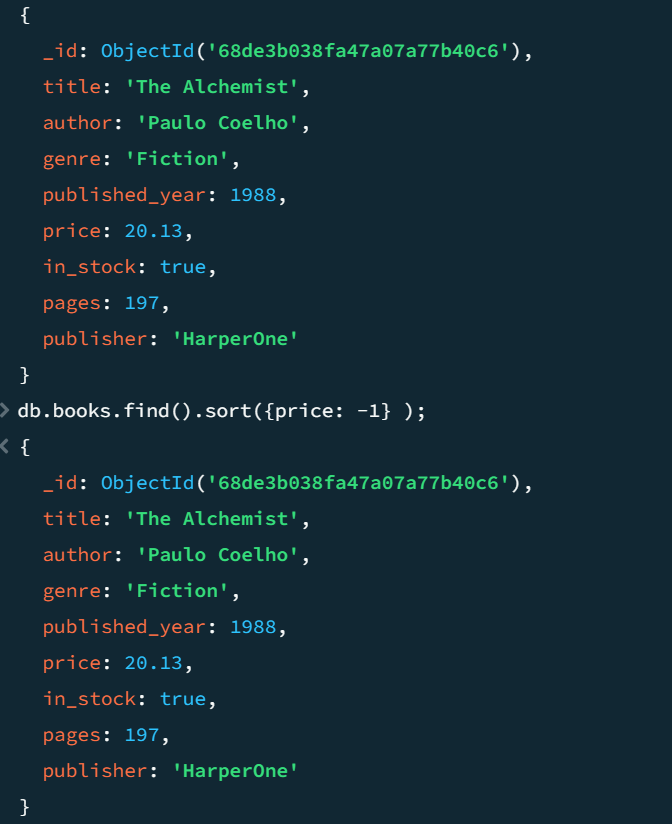 {
_id: ObjectId('68de3b038fa47a07a77b40c6'),
title: 'The Alchemist',
author: 'Paulo Coelho',
genre: 'Fiction',
published_year: 1988,
price: 20.13,
in_stock: true,
pages: 197,
publisher: 'HarperOne'
}
> db.books.find().sort({price: -1} );
< {
_id: ObjectId('68de3b038fa47a07a77b40c6'),
title: 'The Alchemist',
author: 'Paulo Coelho',
genre: 'Fiction',
published_year: 1988,
price: 20.13,
in_stock: true,
pages: 197,
publisher: 'HarperOne'
}